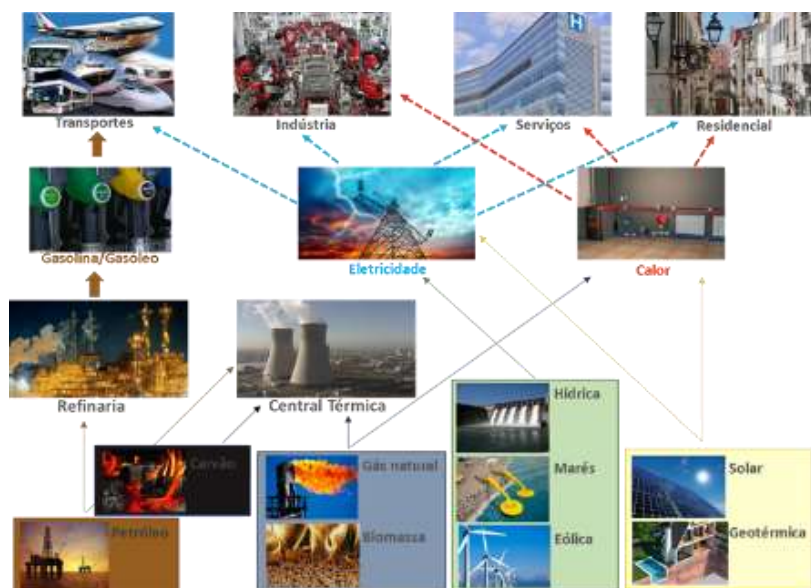 H
Transportes
Indústria
Serviços
Residencial
Gasolina/Gasóleo
Eletricidade
Calor
Refinaria
Central Térmica
Hídrica
Carvão
Gás natural
Marés
Solar
Petróleo
Biomassa
Eólica
Geotérmica